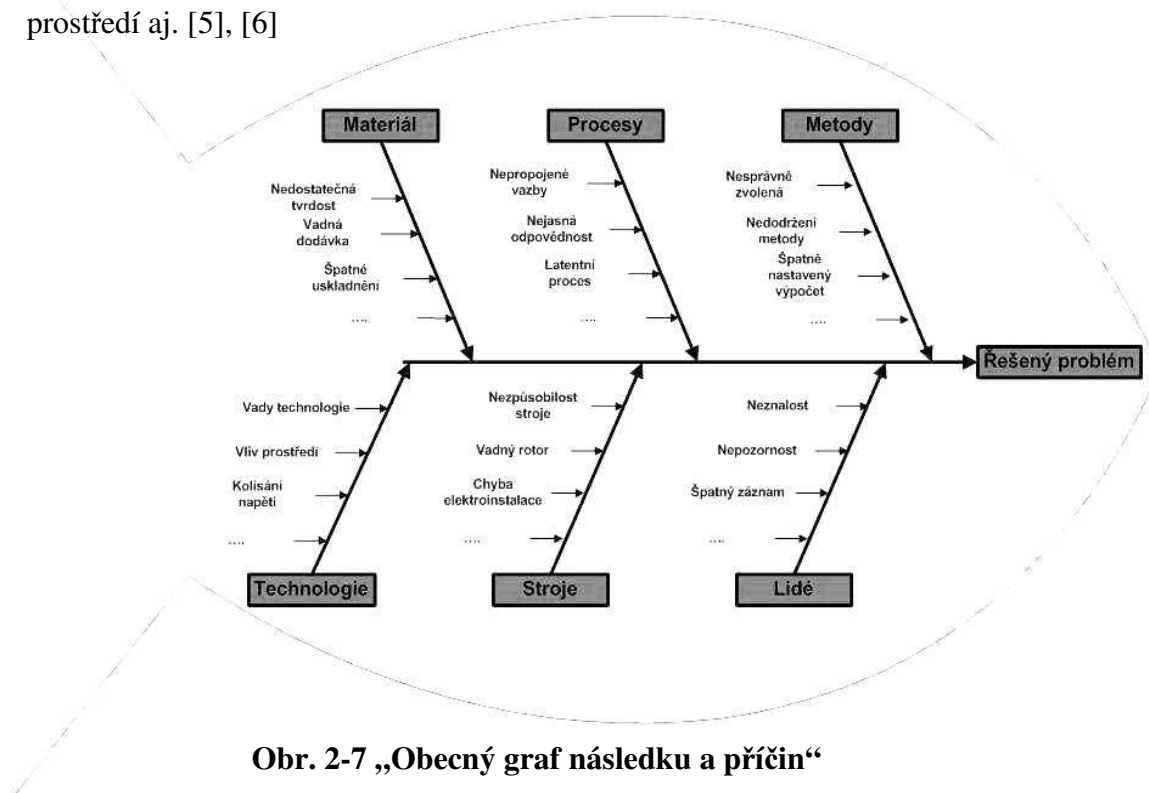 prostředí aj. [5], [6]
Materiál
Procesy
Metody
Nedostatečná
tvrdost
Vadná
dodávka
Špatné
uskladnění
....
Nepropojené
vazby
Nejasná
odpovědnost
Latentní
proces
....
Nesprávně
zvolená
Nedodržení
metody
Špatně
nastavený
výpočet
....
Řešený problém
Vady technologie
Vliv prostředí
Kolísání
napětí
....
Nezpůsobilost
stroje
Vadný rotor
Chyba
elektroinstalace
....
Neznalost
Nepozornost
Špatný záznam
....
Technologie
Stroje
Lidé
Obr. 2-7 „Obecný graf následku a příčin“